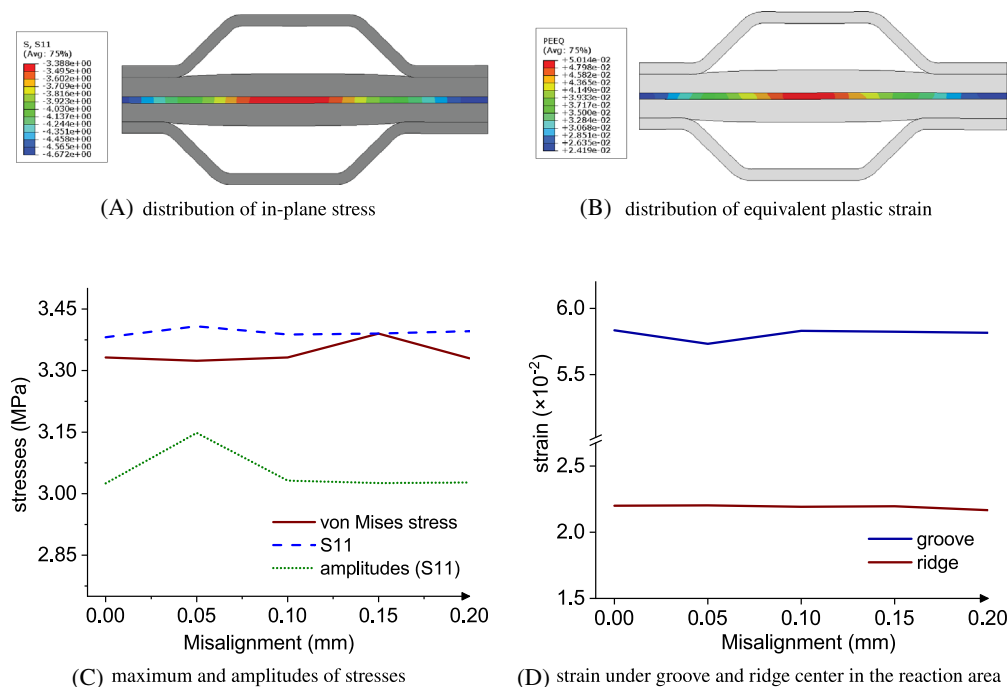 S, S11
(Avg: 75%)
-3.388e+00
-3.495e+00
-3.602e+00
-3.709e+00
-3.816e+00
-3.923e+00
-4.030e+00
-4.137e+00
-4.244e+00
-4.351e+00
-4.458e+00
-4.565e+00
-4.672e+00
PEEQ
(Avg: 75%)
+5.014e-02
+4.798e-02
+4.582e-02
+4.365e-02
+4.149e-02
+3.933e-02
+3.717e-02
+3.500e-02
+3.284e-02
+3.068e-02
+2.851e-02
+2.635e-02
+2.419e-02
(A) distribution of in-plane stress
(B) distribution of equivalent plastic strain
stresses (MPa)
3.45
3.30
3.15
3.00
2.85
von Mises stress
S11
amplitudes (S11)
0.00 0.05 0.10 0.15 0.20
Misalignment (mm)
(C) maximum and amplitudes of stresses
strain (×10⁻²)
6.0
5.5
2.5
2.0
1.5
groove
ridge
0.00 0.05 0.10 0.15 0.20
Misalignment (mm)
(D) strain under groove and ridge center in the reaction area